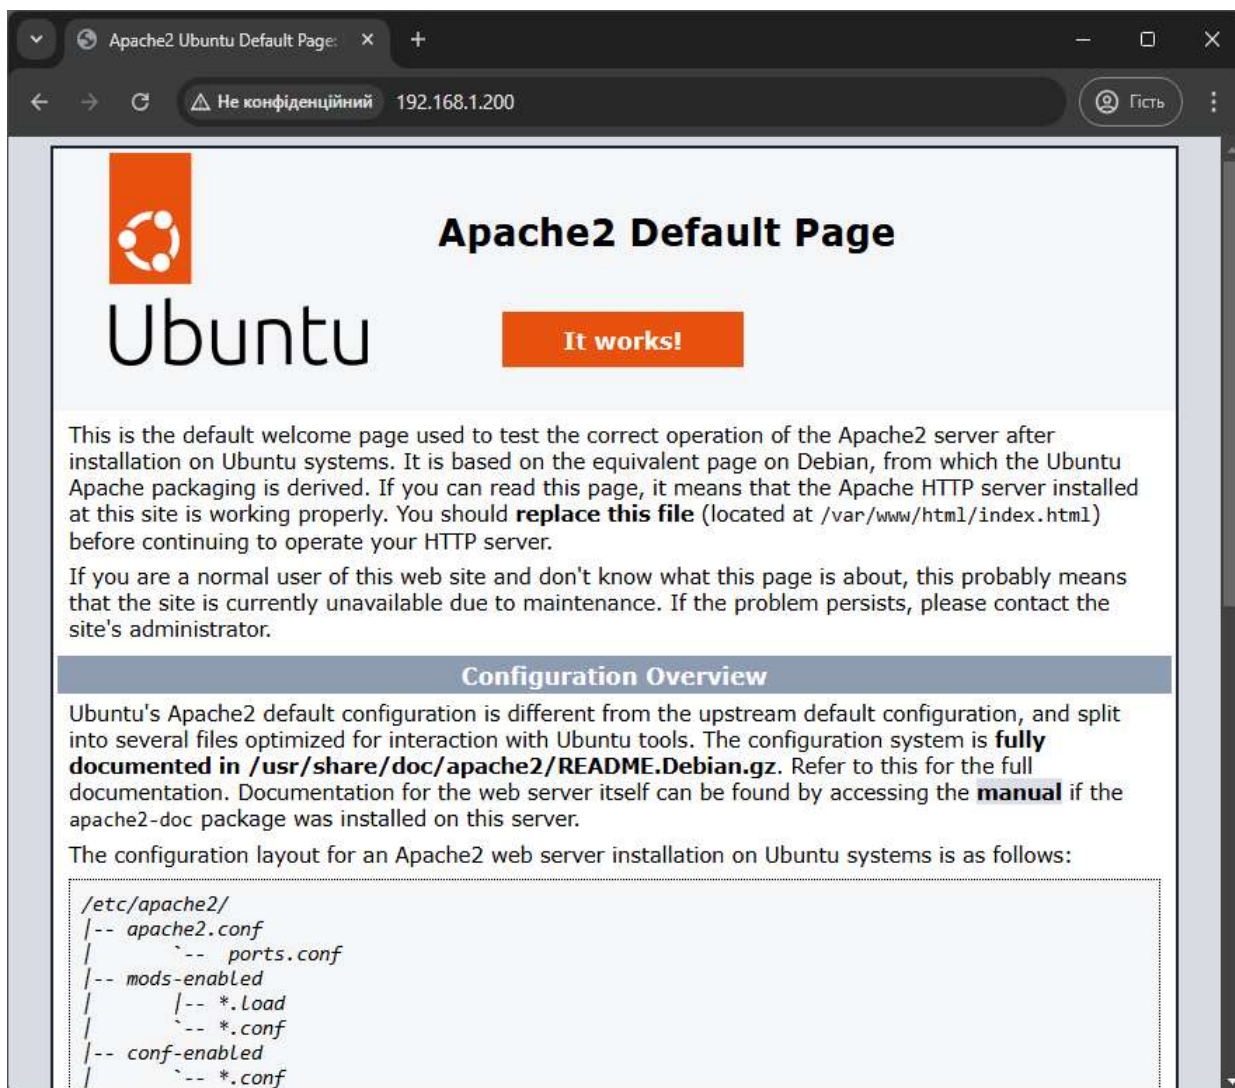 Apache2 Ubuntu Default Page:
Не конфіденційний 192.168.1.200 Гість
Apache2 Default Page
Ubuntu
It works!
This is the default welcome page used to test the correct operation of the Apache2 server after
installation on Ubuntu systems. It is based on the equivalent page on Debian, from which the Ubuntu
Apache packaging is derived. If you can read this page, it means that the Apache HTTP server installed
at this site is working properly. You should replace this file (located at /var/www/html/index.html)
before continuing to operate your HTTP server.
If you are a normal user of this web site and don't know what this page is about, this probably means
that the site is currently unavailable due to maintenance. If the problem persists, please contact the
site's administrator.
Configuration Overview
Ubuntu's Apache2 default configuration is different from the upstream default configuration, and split
into several files optimized for interaction with Ubuntu tools. The configuration system is fully
documented in /usr/share/doc/apache2/README.Debian.gz. Refer to this for the full
documentation. Documentation for the web server itself can be found by accessing the manual if the
apache2-doc package was installed on this server.
The configuration layout for an Apache2 web server installation on Ubuntu systems is as follows:
/etc/apache2/
|-- apache2.conf
|       `--  ports.conf
|-- mods-enabled
|       |-- *.load
|       `-- *.conf
|-- conf-enabled
|       `-- *.conf